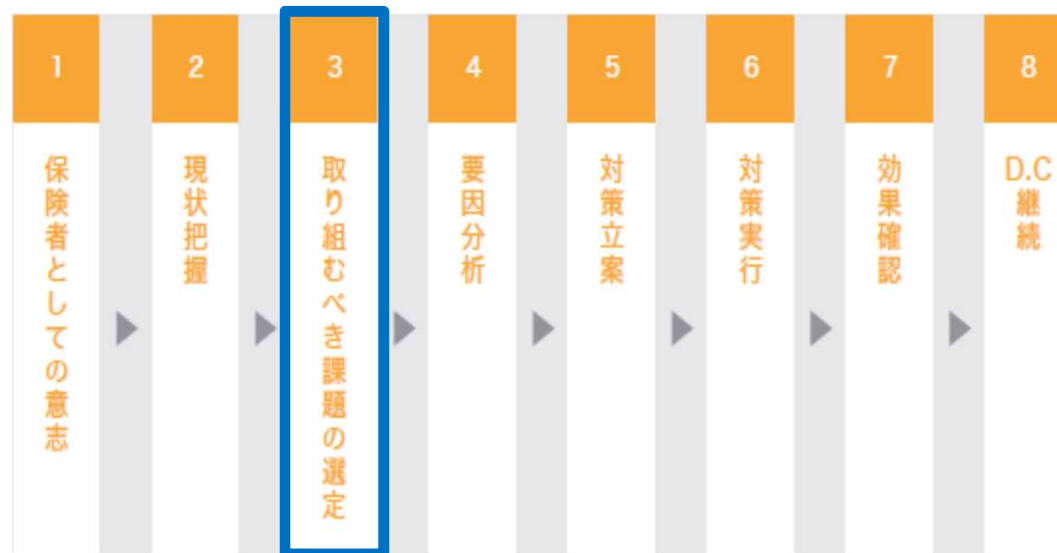 1
保険者としての意志
2
現状把握
3
取り組むべき課題の選定
4
要因分析
5
対策立案
6
対策実行
7
効果確認
8
D.C
継続